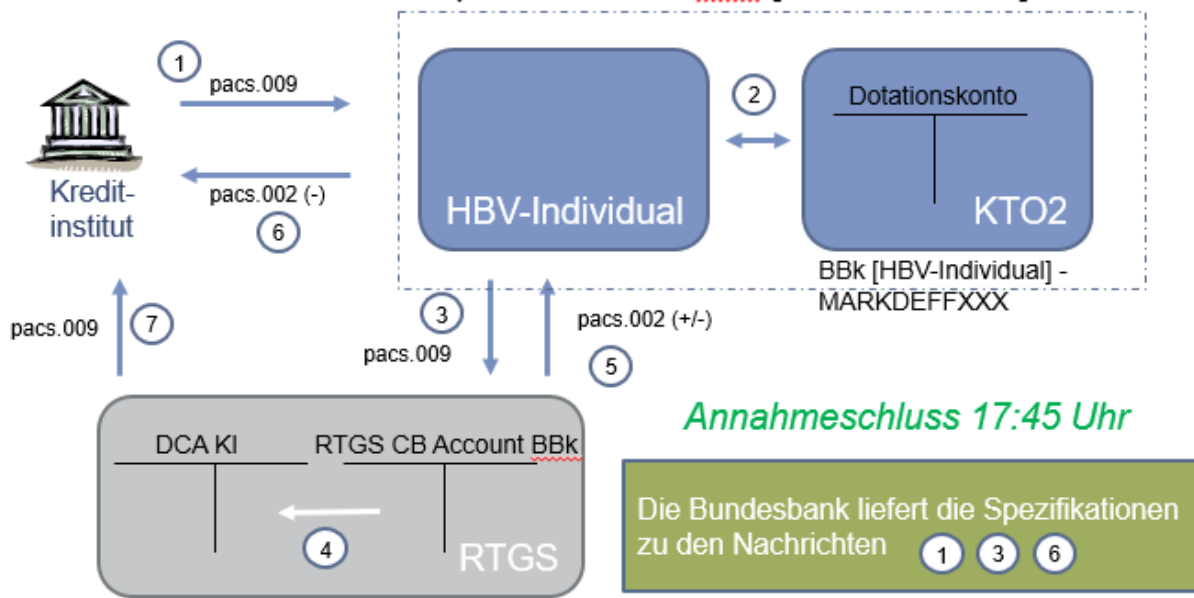 1
pacs.009
2
Dotationskonto
Kredit-
institut
pacs.002 (-)
6
HBV-Individual
KTO2
BBk [HBV-Individual] -
MARKDEFFXXX
3
pacs.009
pacs.002 (+/-)
5
pacs.009
7
Annahmeschluss 17:45 Uhr
DCA KI
RTGS CB Account BBk
4
RTGS
Die Bundesbank liefert die Spezifikationen
zu den Nachrichten 1 3 6